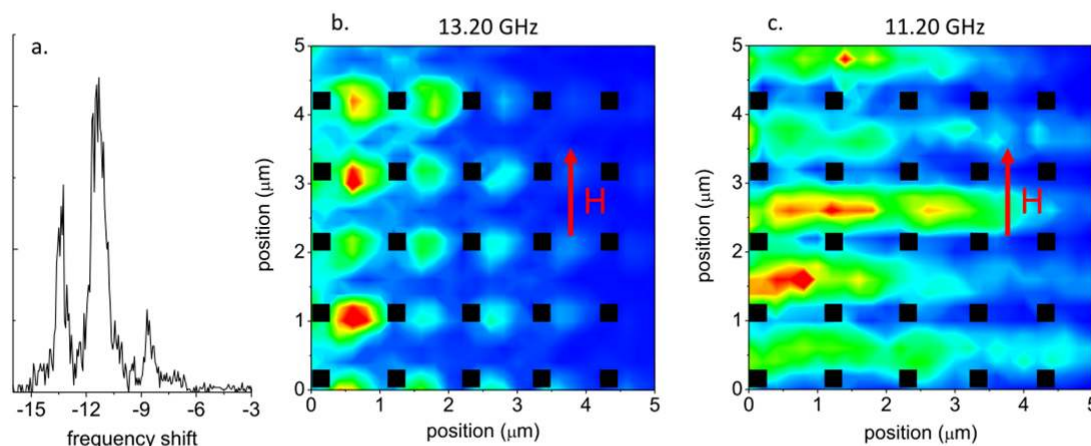 a.
-15 -12 -9 -6 -3
frequency shift
b.
13.20 GHz
5
4
3
2
1
0
position (μm)
H
0 1 2 3 4 5
position (μm)
c.
11.20 GHz
5
4
3
2
1
0
position (μm)
H
0 1 2 3 4 5
position (μm)